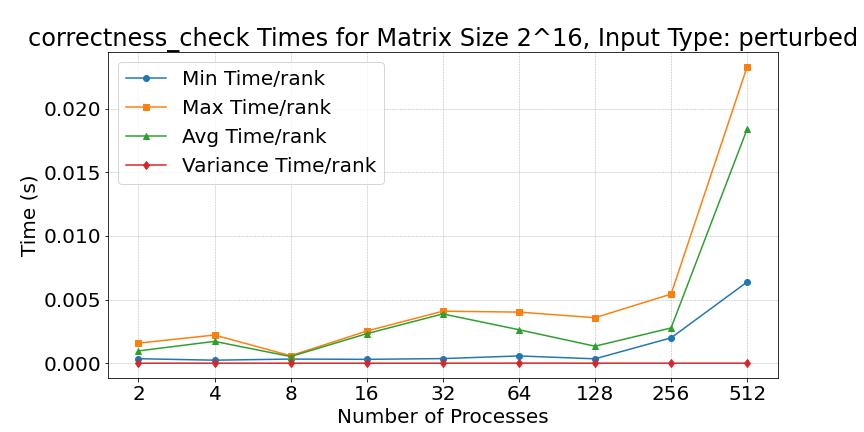 correctness_check Times for Matrix Size 2^16, Input Type: perturbed
Min Time/rank
Max Time/rank
Avg Time/rank
Variance Time/rank
Time (s)
0.020
0.015
0.010
0.005
0.000
2 4 8 16 32 64 128 256 512
Number of Processes